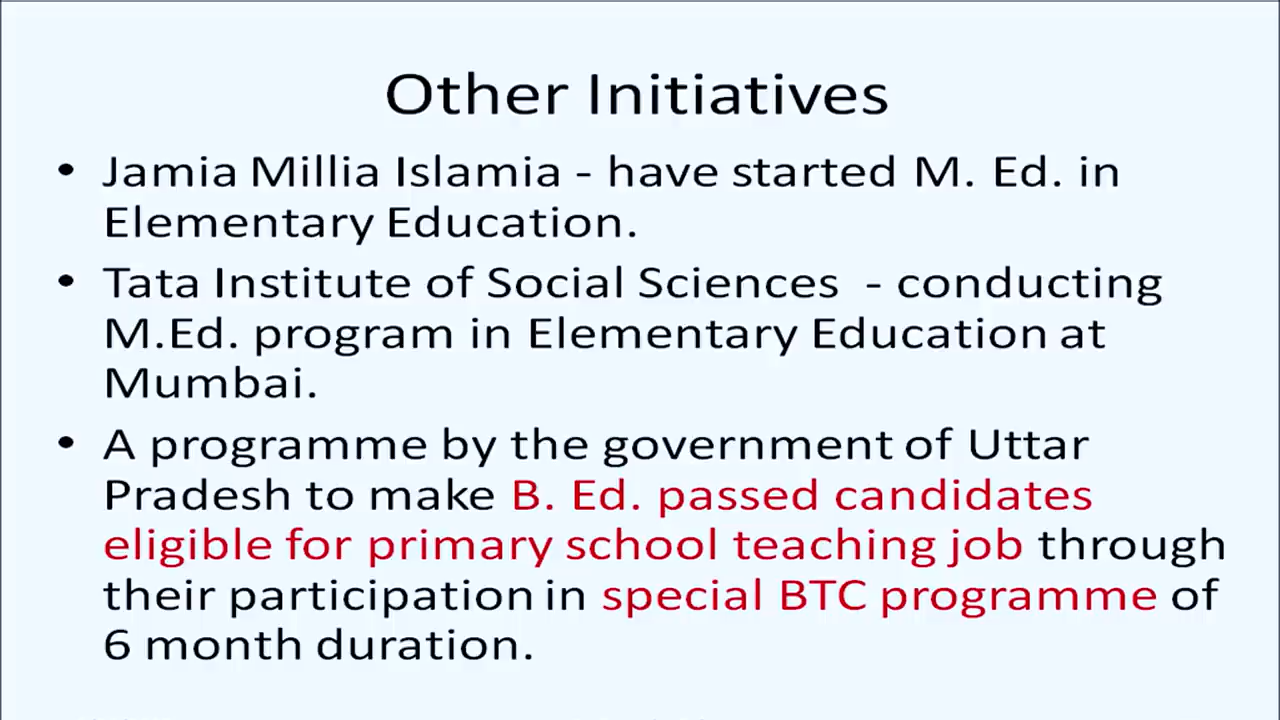 Other Initiatives
• Jamia Millia Islamia - have started M. Ed. in
Elementary Education.
• Tata Institute of Social Sciences - conducting
M.Ed. program in Elementary Education at
Mumbai.
• A programme by the government of Uttar
Pradesh to make B. Ed. passed candidates
eligible for primary school teaching job through
their participation in special BTC programme of
6 month duration.